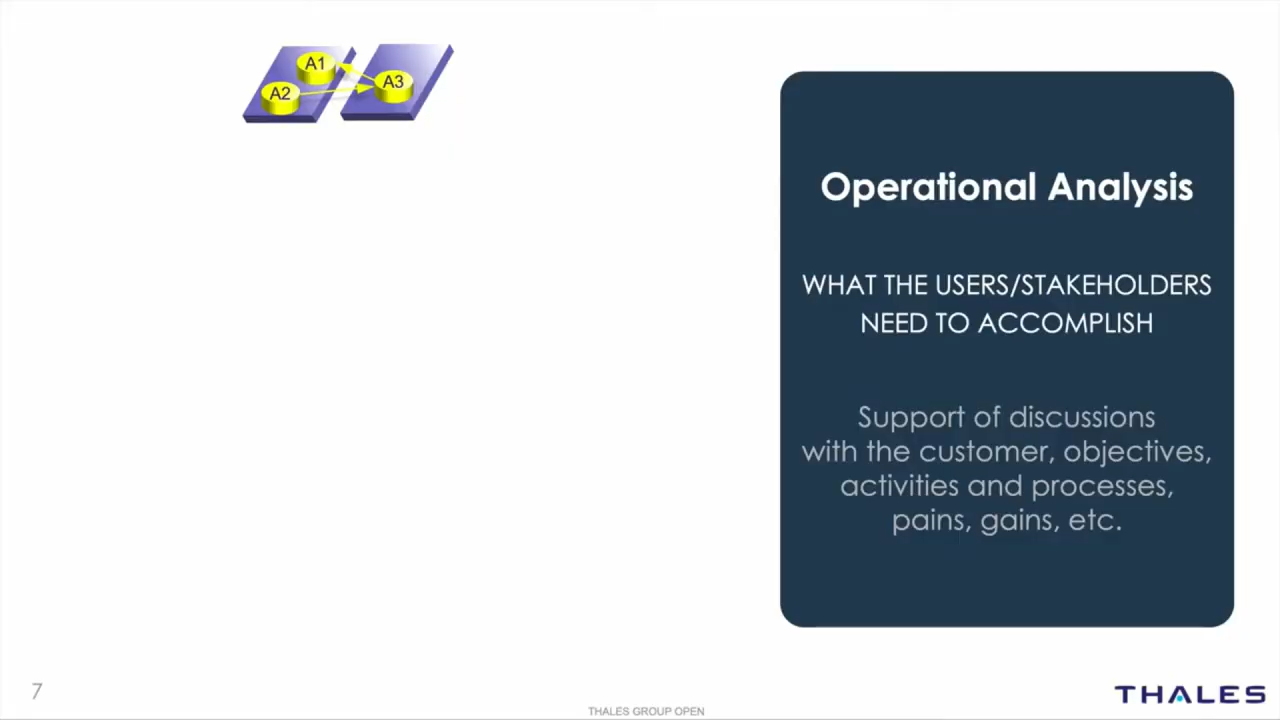 A1
A2
A3
Operational Analysis
WHAT THE USERS/STAKEHOLDERS
NEED TO ACCOMPLISH
Support of discussions
with the customer, objectives,
activities and processes,
pains, gains, etc.
7
THALES GROUP OPEN
THALES